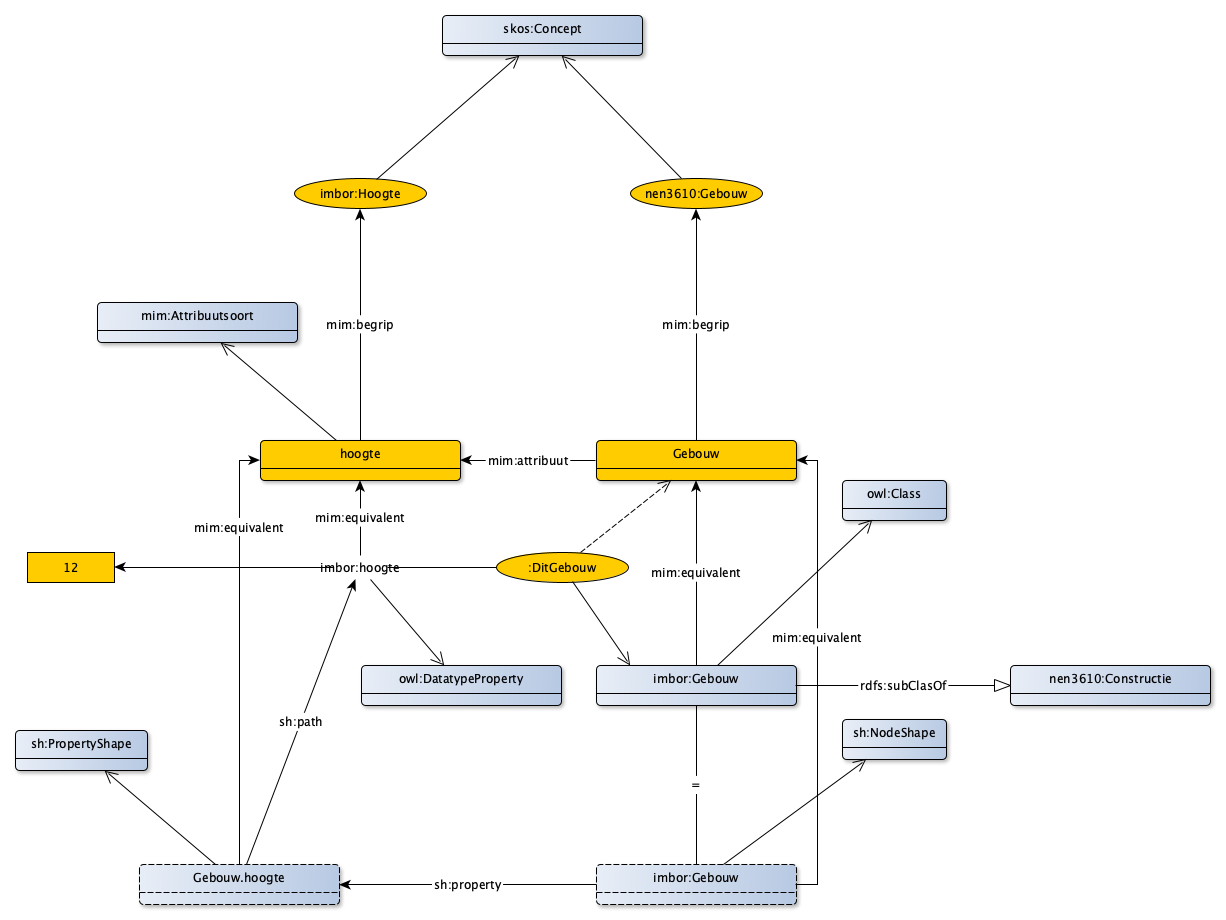 skos:Concept
imbor:Hoogte
nen3610:Gebouw
mim:Attribuutsoort
mim:begrip
mim:begrip
hoogte
mim:attribuut
Gebouw
owl:Class
mim:equivalent
mim:equivalent
12
imbor:hoogte
:DitGebouw
mim:equivalent
mim:equivalent
owl:DatatypeProperty
imbor:Gebouw
rdfs:subClasOf
nen3610:Constructie
sh:path
sh:PropertyShape
sh:NodeShape
=
Gebouw.hoogte
sh:property
imbor:Gebouw